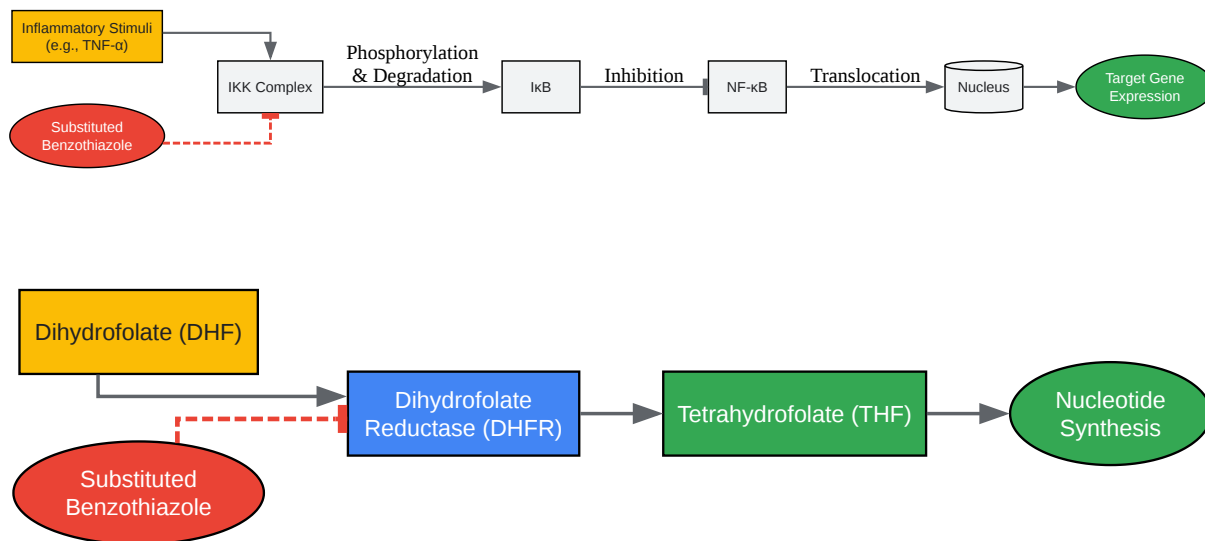 Inflammatory Stimuli
(e.g., TNF-α)
Substituted
Benzothiazole
IKK Complex
Phosphorylation
& Degradation
IκB
Inhibition
NF-κB
Translocation
Nucleus
Target Gene
Expression
Dihydrofolate (DHF)
Substituted
Benzothiazole
Dihydrofolate
Reductase (DHFR)
Tetrahydrofolate (THF)
Nucleotide
Synthesis